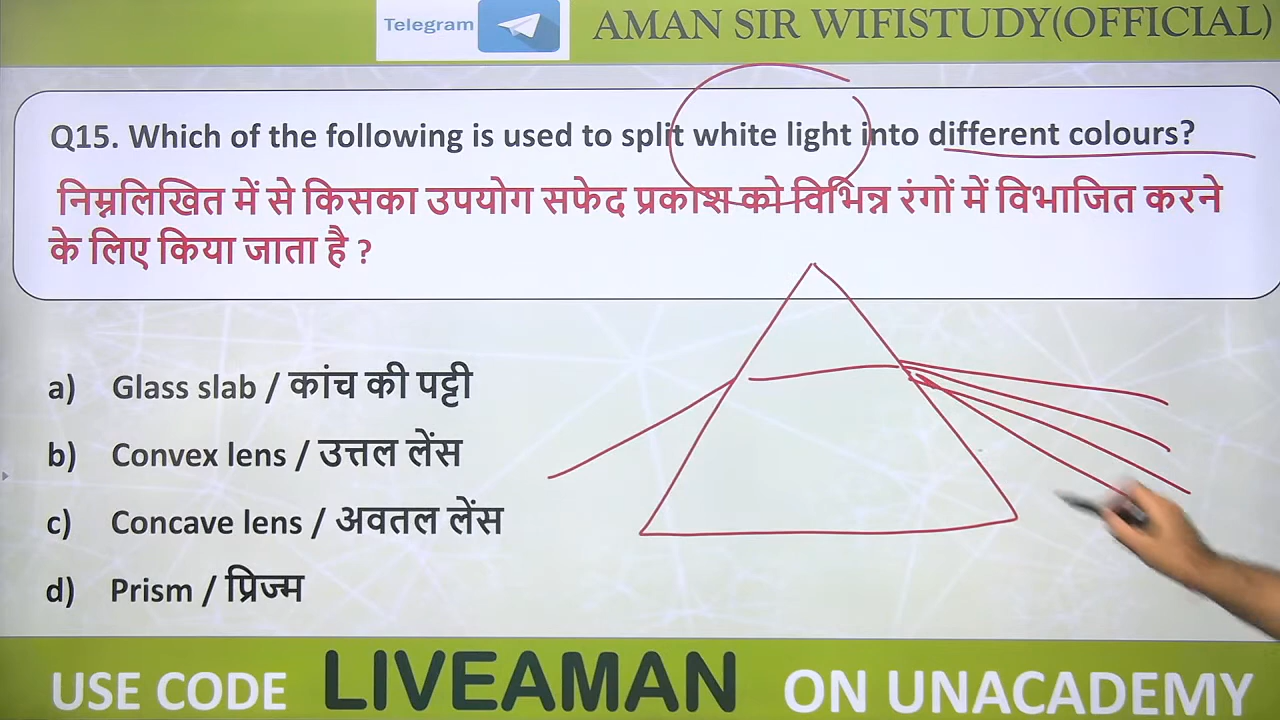 Telegram
AMAN SIR WIFISTUDY(OFFICIAL)
Q15. Which of the following is used to split white light into different colours?
निम्नलिखित में से किसका उपयोग सफेद प्रकाश को विभिन्न रंगों में विभाजित करने
के लिए किया जाता है ?
a) Glass slab / कांच की पट्टी
b) Convex lens / उत्तल लेंस
c) Concave lens / अवतल लेंस
d) Prism / प्रिज्म
USE CODE LIVEAMAN ON UNACADEMY